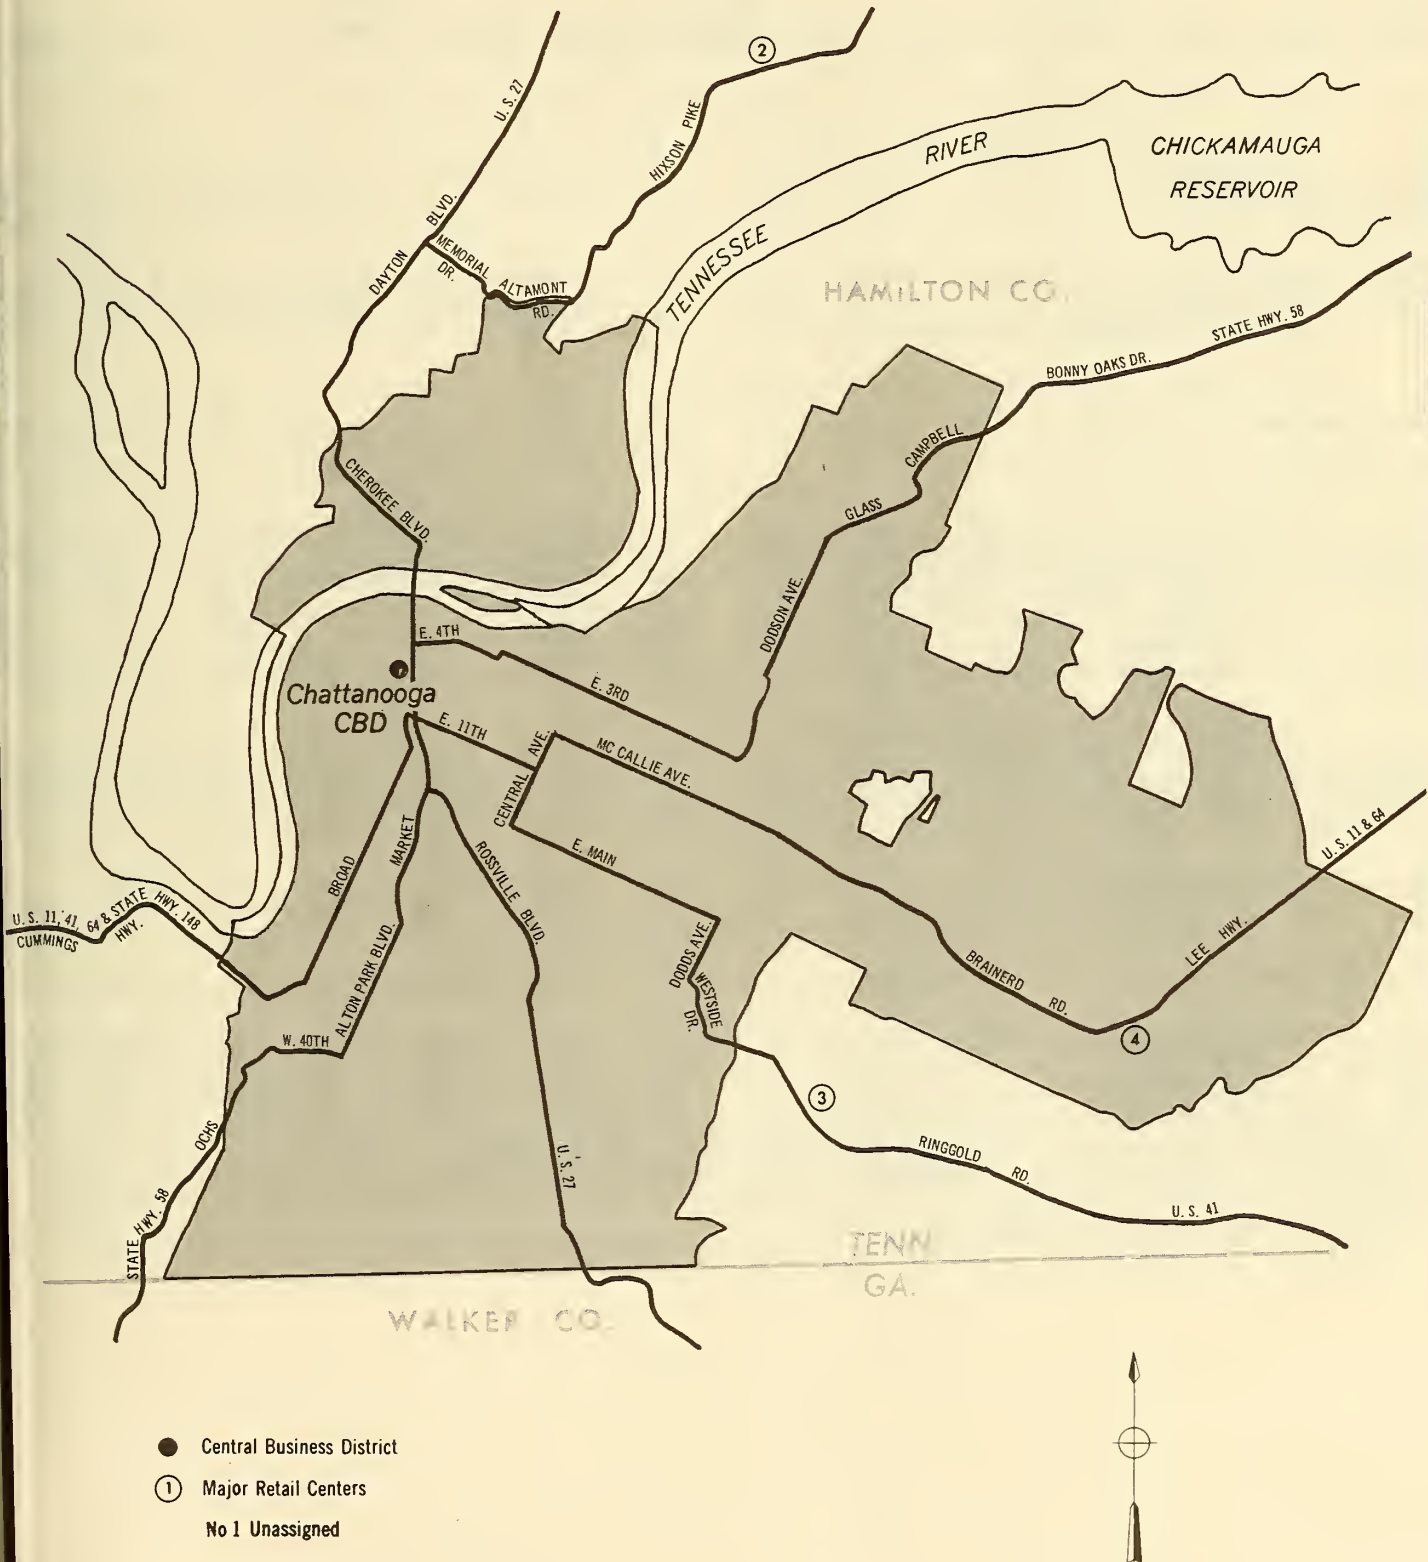 2
U.S. 27
HIXSON PIKE
RIVER
CHICKAMAUGA
RESERVOIR
DAYTON BLVD.
MEMORIAL
DR.
ALTAMONT
RD.
TENNESSEE
HAMILTON CO.
STATE HWY. 58
BONNY OAKS DR.
CAMPBELL
GLASS
CHEROKEE BLVD.
DODSON AVE.
E. 4TH
E. 3RD
Chattanooga
CBD
E. 11TH
CENTRAL AVE.
MC CALLIE AVE.
BROAD
MARKET
ROSSVILLE BLVD.
E. MAIN
U.S. 11 & 64
U.S. 11, 41, 64 & STATE HWY. 148
CUMMINGS HWY.
ALTON PARK BLVD.
DODDS AVE.
WESTSIDE
DR.
BRAINERD RD.
LEE HWY.
W. 40TH
4
3
OCHS
RINGGOLD RD.
U.S. 27
U.S. 41
STATE HWY. 58
TENN
GA.
WALKER CO.
Central Business District
1 Major Retail Centers
No 1 Unassigned